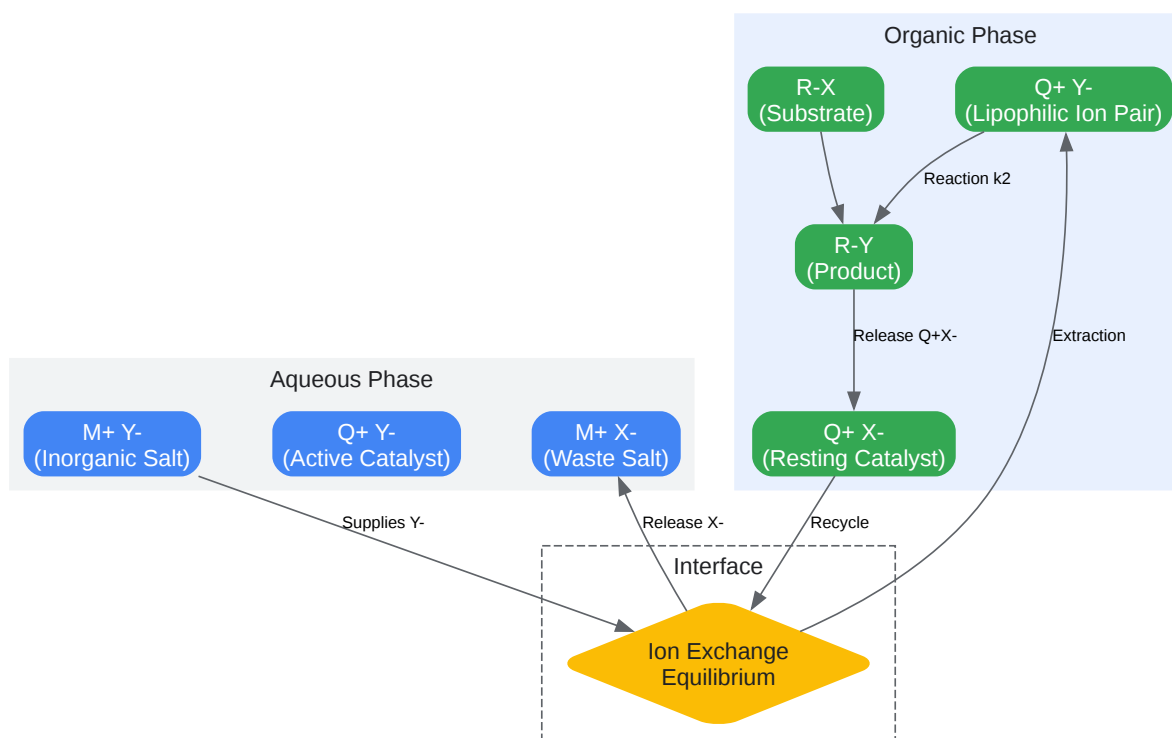 Organic Phase
R-X
(Substrate)
Q+ Y-
(Lipophilic Ion Pair)
Reaction k2
R-Y
(Product)
Release Q+X-
Extraction
Aqueous Phase
M+ Y-
(Inorganic Salt)
Q+ Y-
(Active Catalyst)
M+ X-
(Waste Salt)
Q+ X-
(Resting Catalyst)
Supplies Y-
Release X-
Recycle
Interface
Ion Exchange
Equilibrium